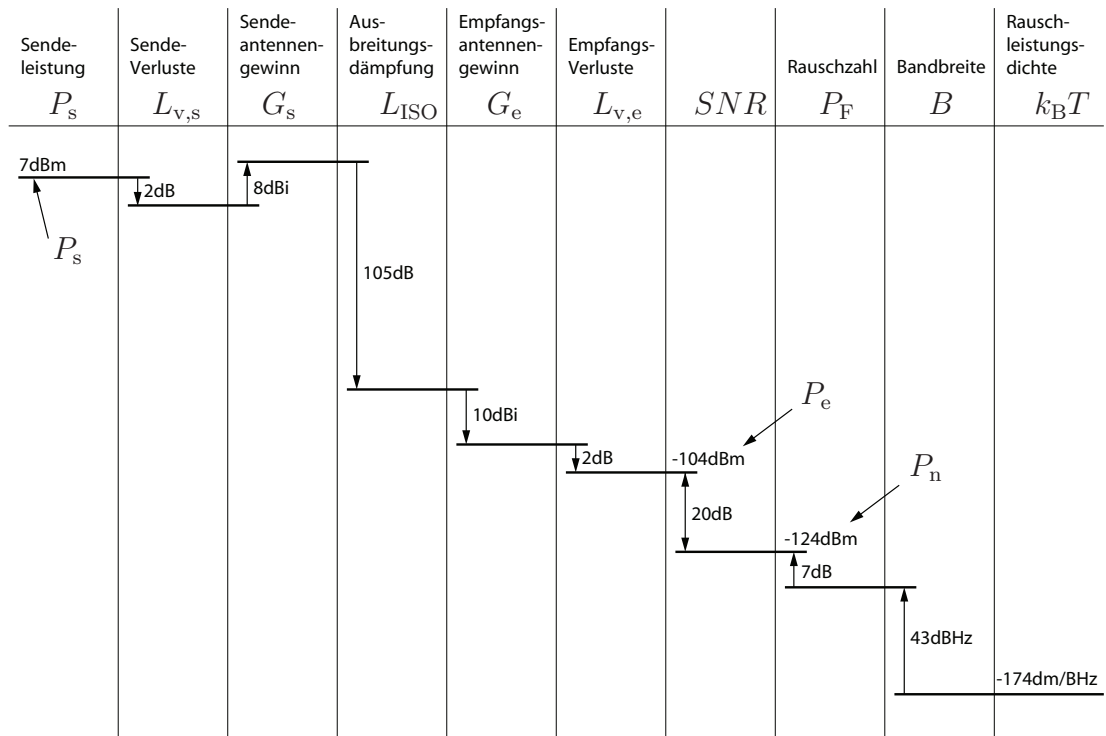 Sende-
leistung
P_s
Sende-
Verluste
L_v,s
Sende-
antennen-
gewinn
G_s
Aus-
breitungs-
dämpfung
L_ISO
Empfangs-
antennen-
gewinn
G_e
Empfangs-
Verluste
L_v,e
SNR
Rauschzahl
P_F
Bandbreite
B
Rausch-
leistungs-
dichte
k_BT
7dBm
2dB
8dBi
P_s
105dB
10dBi
P_e
2dB
-104dBm
P_n
20dB
-124dBm
7dB
43dBHz
-174dm/BHz